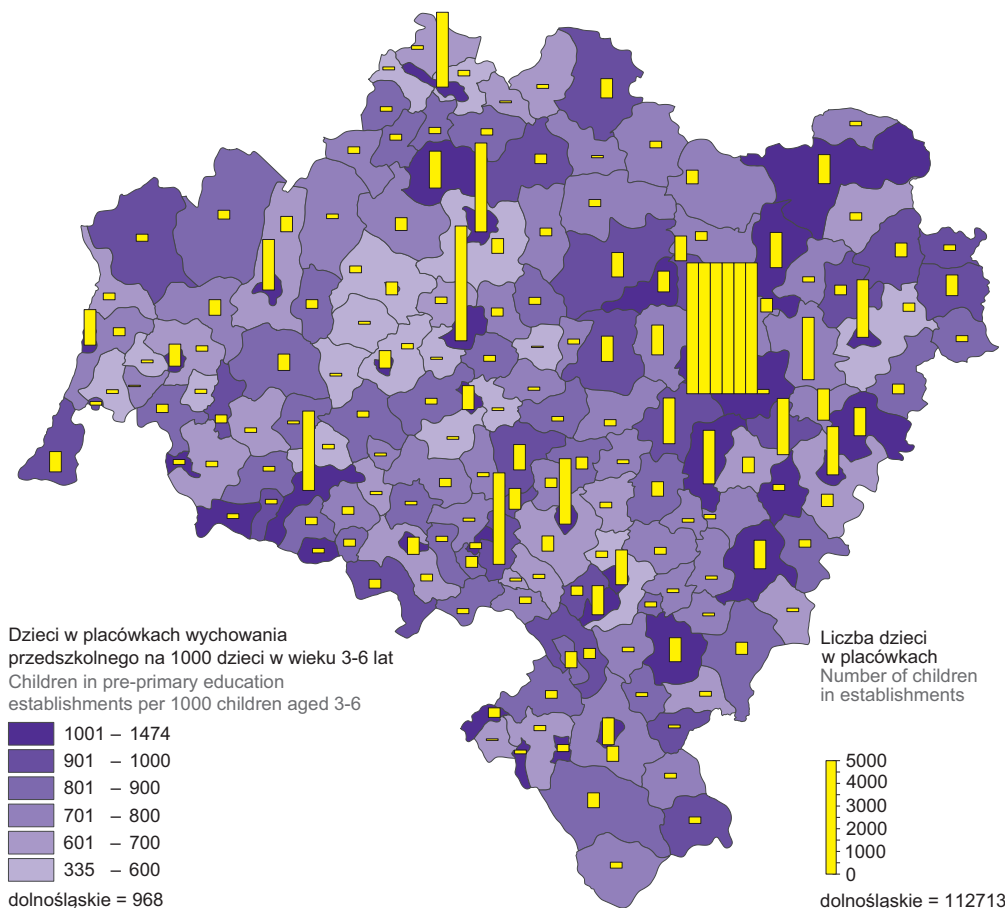 Dzieci w placówkach wychowania
przedszkolnego na 1000 dzieci w wieku 3-6 lat
Children in pre-primary education
establishments per 1000 children aged 3-6
1001 – 1474
901 – 1000
801 – 900
701 – 800
601 – 700
335 – 600
dolnośląskie = 968
Liczba dzieci
w placówkach
Number of children
in establishments
5000
4000
3000
2000
1000
0
dolnośląskie = 112713